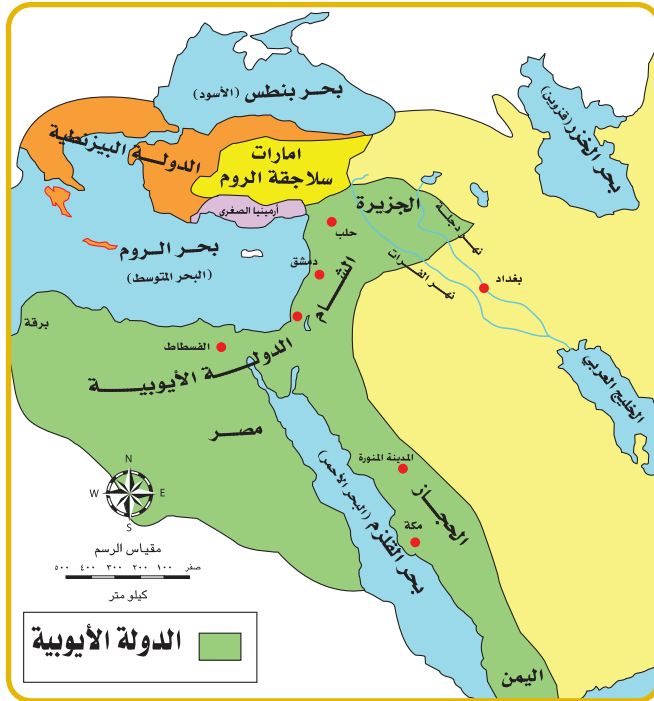 بحر بنطس (الأسود)
بحر الخزر (قزوين)
الدولة البيزنطية
امارات
سلاجقة الروم
أرمينيا الصغرى
الجزيرة
حلب
نهر دجلة
نهر الفرات
بحر الروم
(البحر المتوسط)
دمشق
الشام
بغداد
برقة
الفسطاط
الدولة الأيوبية
الخليج العربي
مصر
المدينة المنورة
الحجاز
مكة
بحر القلزم (البحر الأحمر)
اليمن
N
W E
S
مقياس الرسم
صفر ١٠٠ ٢٠٠ ٣٠٠ ٤٠٠ ٥٠٠
كيلو متر
الدولة الأيوبية